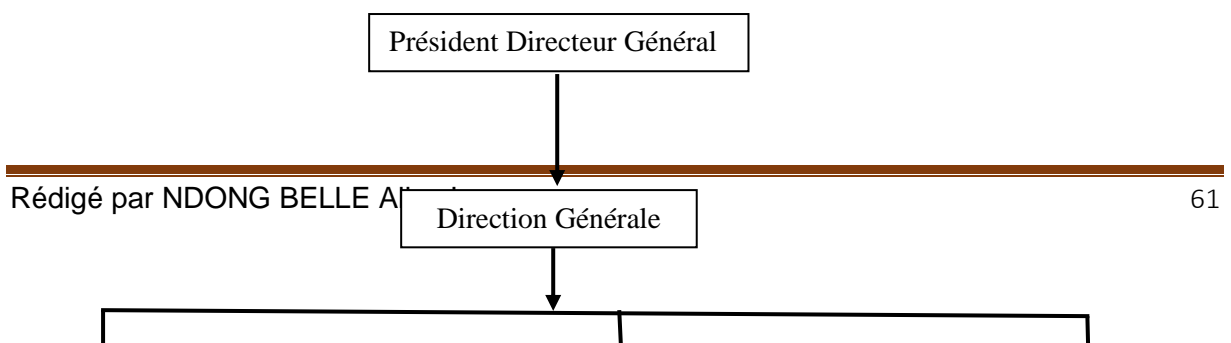 Président Directeur Général
Rédigé par NDONG BELLE
61
Direction Générale